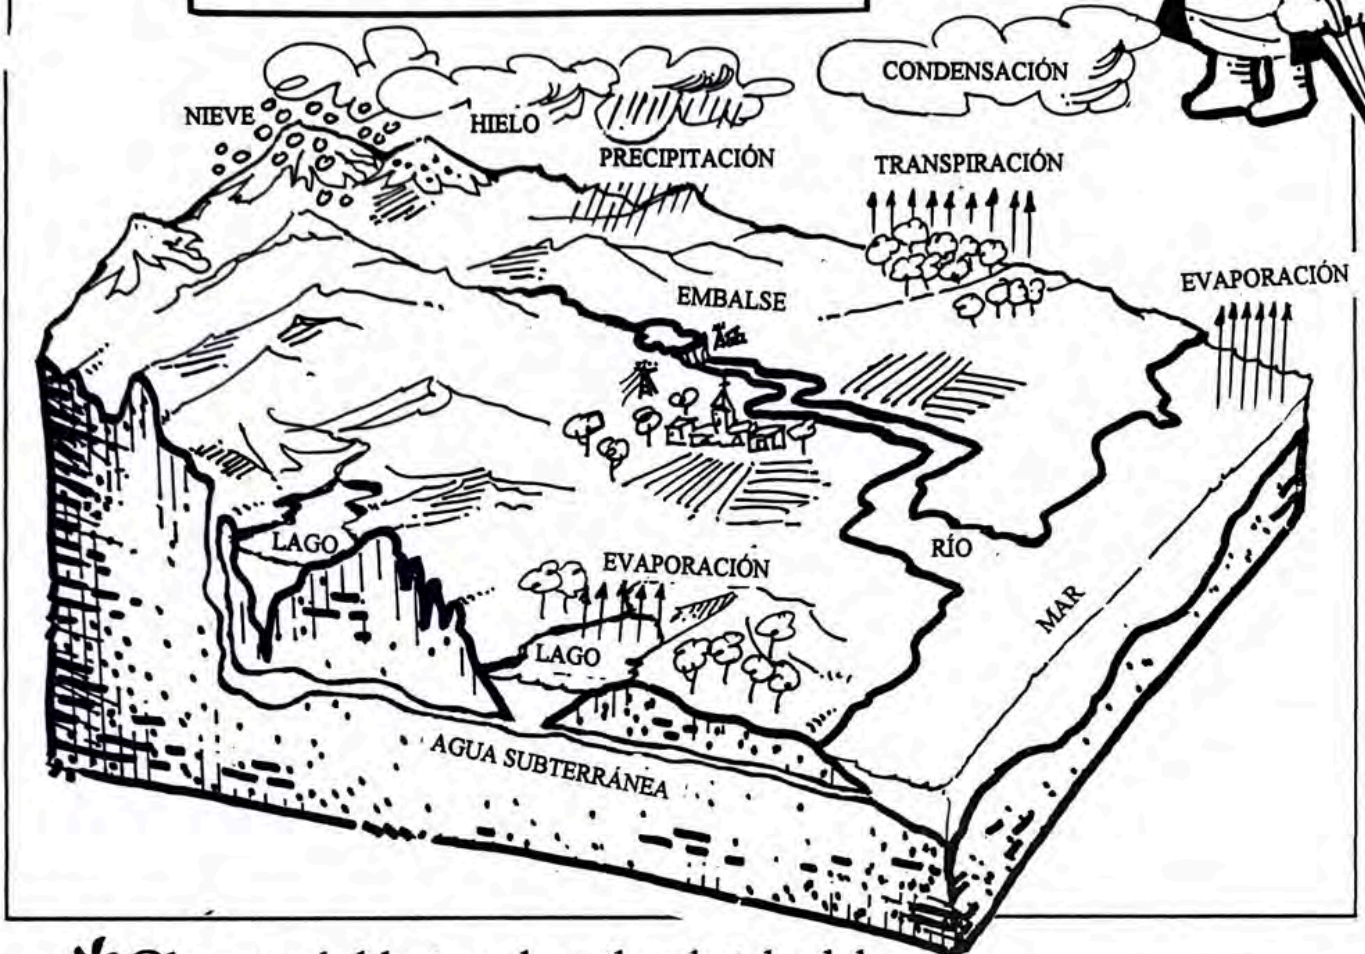 CONDENSACIÓN
NIEVE
HIELO
PRECIPITACIÓN
TRANSPIRACIÓN
EVAPORACIÓN
EMBALSE
LAGO
RÍO
EVAPORACIÓN
MAR
LAGO
AGUA SUBTERRÁNEA